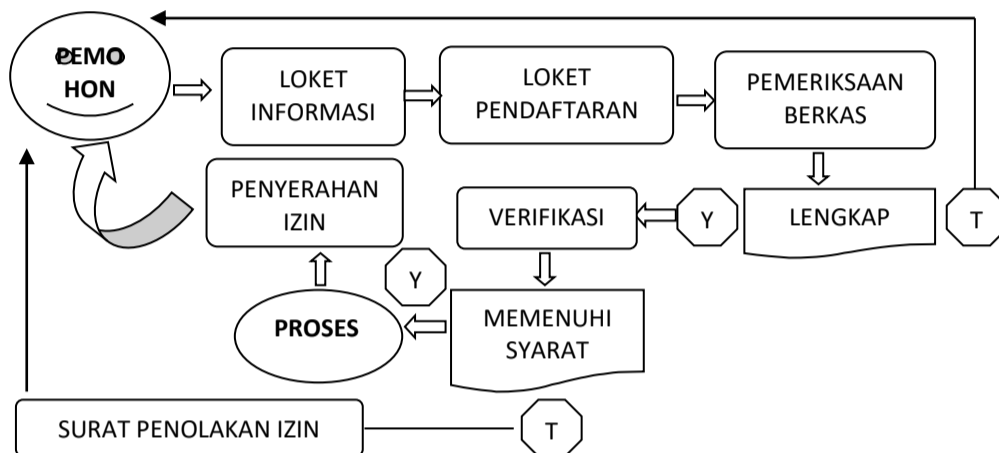 PEMO
HON
LOKET
INFORMASI
LOKET
PENDAFTARAN
PEMERIKSAAN
BERKAS
PENYERAHAN
IZIN
VERIFIKASI
Y
LENGKAP
T
Y
PROSES
MEMENUHI
SYARAT
SURAT PENOLAKAN IZIN
T